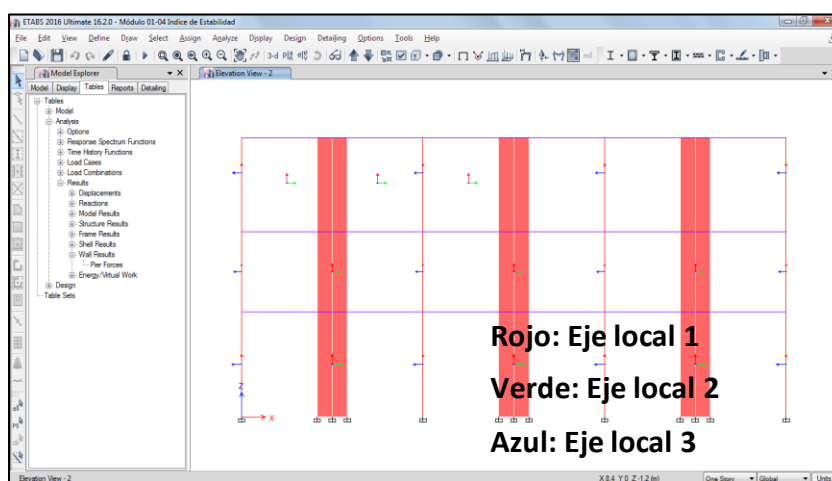 ETABS 2016 Ultimate 16.2.0 - Módulo 01-04 Indice de Estabilidad
File Edit View Define Draw Select Assign Analyze Display Design Detailing Options Tools Help
Model Explorer
Elevation View - 2
Model Display Tables Reports Detailing
Tables
Model
Analysis
Options
Response Spectrum Functions
Time History Functions
Load Cases
Load Combinations
Results
Displacements
Reactions
Modal Results
Structure Results
Frame Results
Shell Results
Wall Results
Pier Forces
Energy/Virtual Work
Design
Table Sets
Rojo: Eje local 1
Verde: Eje local 2
Azul: Eje local 3
Z
X
Elevation View - 2
X 8.4 Y 0 Z -1.2 (m)
One Story
Global
Units